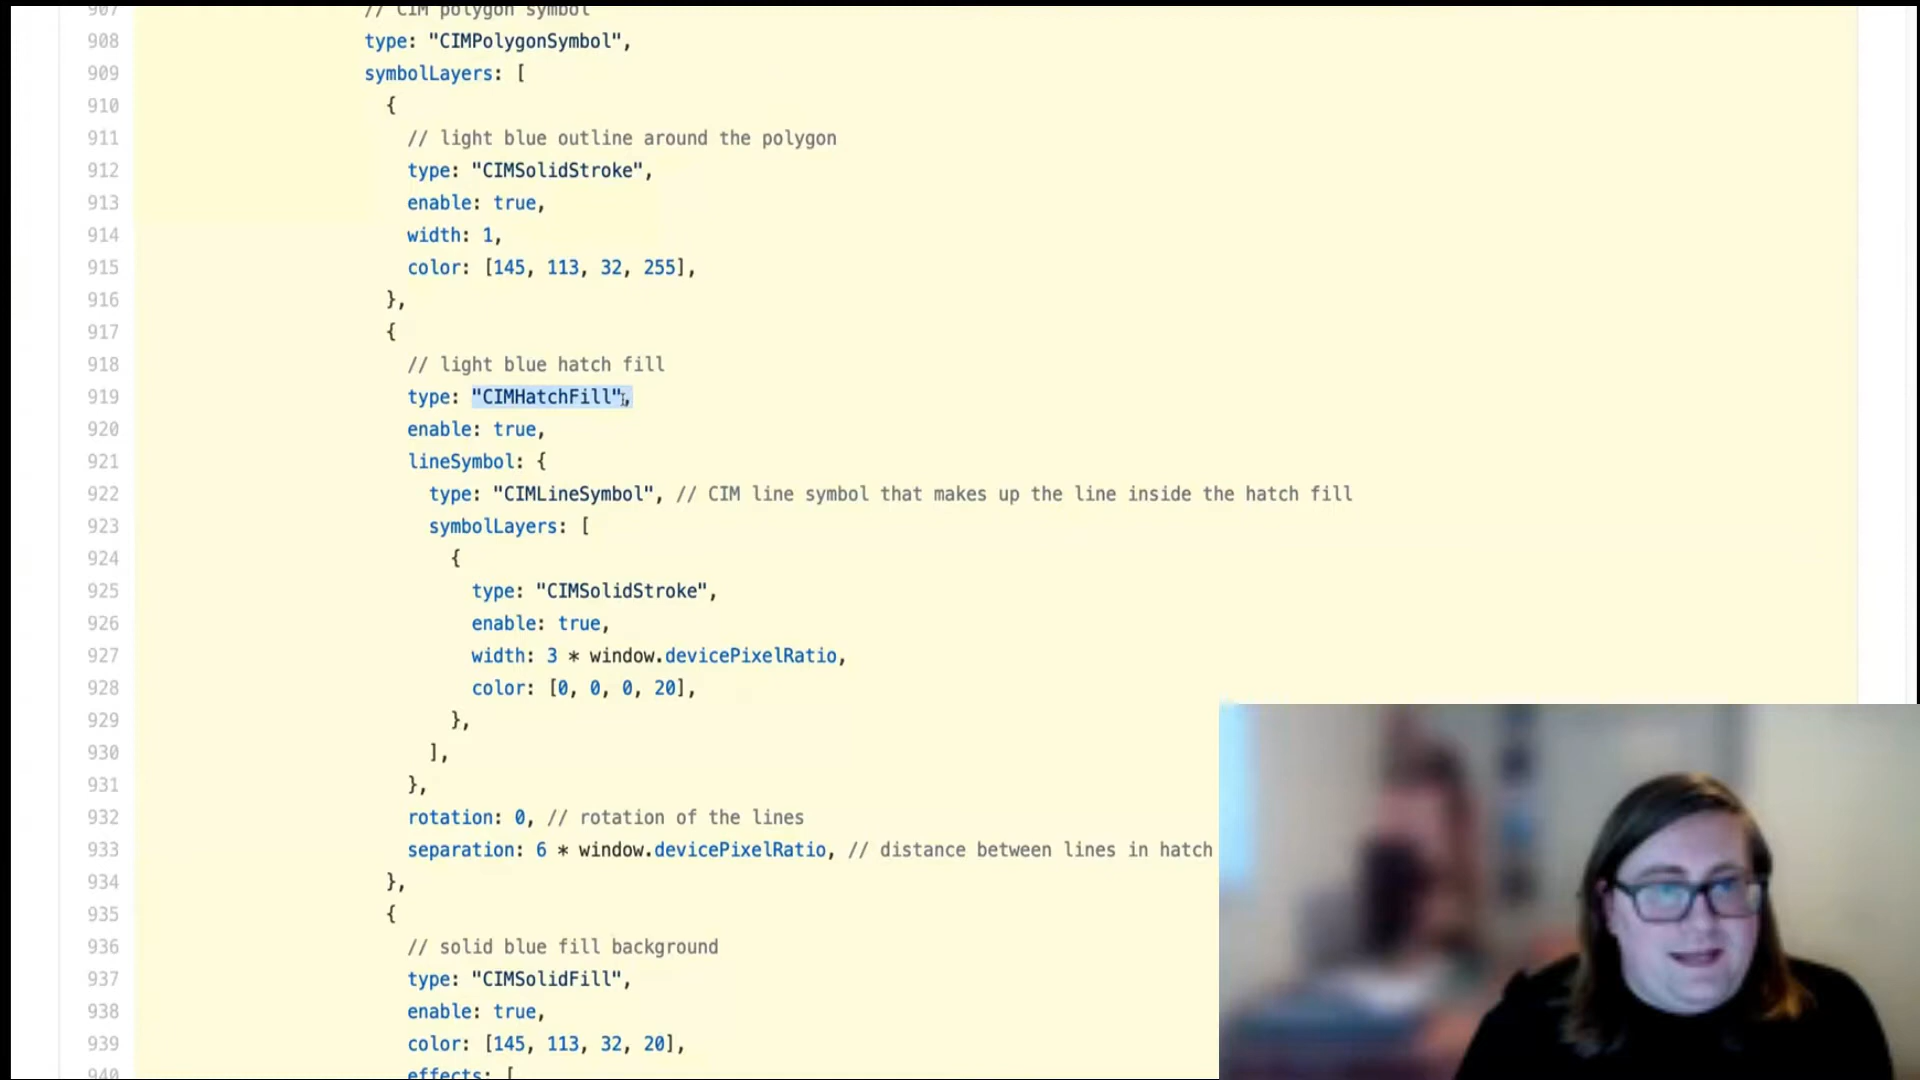 907 // CIM polygon symbol
908 type: "CIMPolygonSymbol",
909 symbolLayers: [
910 {
911 // light blue outline around the polygon
912 type: "CIMSolidStroke",
913 enable: true,
914 width: 1,
915 color: [145, 113, 32, 255],
916 },
917 {
918 // light blue hatch fill
919 type: "CIMHatchFill",
920 enable: true,
921 lineSymbol: {
922 type: "CIMLineSymbol", // CIM line symbol that makes up the line inside the hatch fill
923 symbolLayers: [
924 {
925 type: "CIMSolidStroke",
926 enable: true,
927 width: 3 * window.devicePixelRatio,
928 color: [0, 0, 0, 20],
929 },
930 ],
931 },
932 rotation: 0, // rotation of the lines
933 separation: 6 * window.devicePixelRatio, // distance between lines in hatch
934 },
935 {
936 // solid blue fill background
937 type: "CIMSolidFill",
938 enable: true,
939 color: [145, 113, 32, 20],
940 effects: [